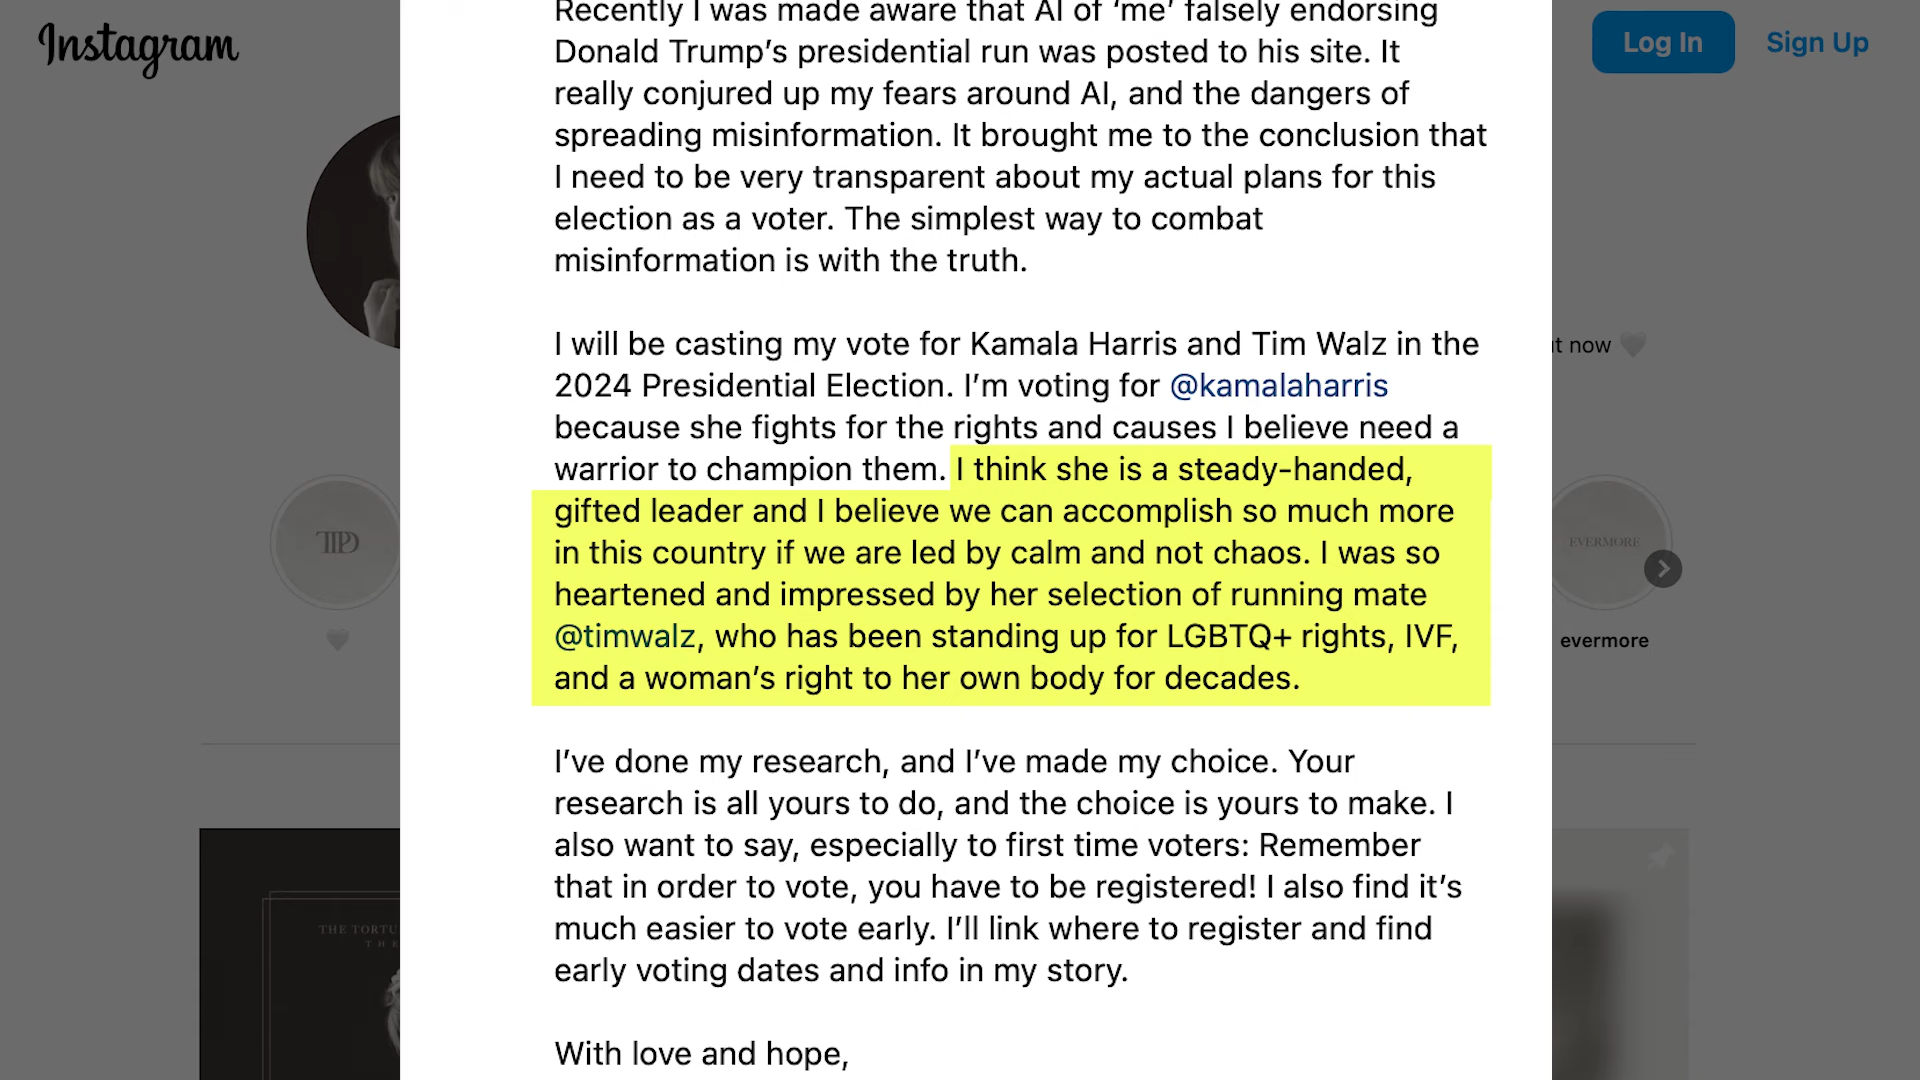 Instagram
Log In
Sign Up
Recently I was made aware that AI of ‘me’ falsely endorsing
Donald Trump’s presidential run was posted to his site. It
really conjured up my fears around AI, and the dangers of
spreading misinformation. It brought me to the conclusion that
I need to be very transparent about my actual plans for this
election as a voter. The simplest way to combat
misinformation is with the truth.
I will be casting my vote for Kamala Harris and Tim Walz in the
2024 Presidential Election. I’m voting for @kamalaharris
because she fights for the rights and causes I believe need a
warrior to champion them. I think she is a steady-handed,
gifted leader and I believe we can accomplish so much more
in this country if we are led by calm and not chaos. I was so
heartened and impressed by her selection of running mate
@timwalz, who has been standing up for LGBTQ+ rights, IVF,
and a woman’s right to her own body for decades.
I’ve done my research, and I’ve made my choice. Your
research is all yours to do, and the choice is yours to make. I
also want to say, especially to first time voters: Remember
that in order to vote, you have to be registered! I also find it’s
much easier to vote early. I’ll link where to register and find
early voting dates and info in my story.
With love and hope,
now
TTPD
EVERMORE
evermore
THE